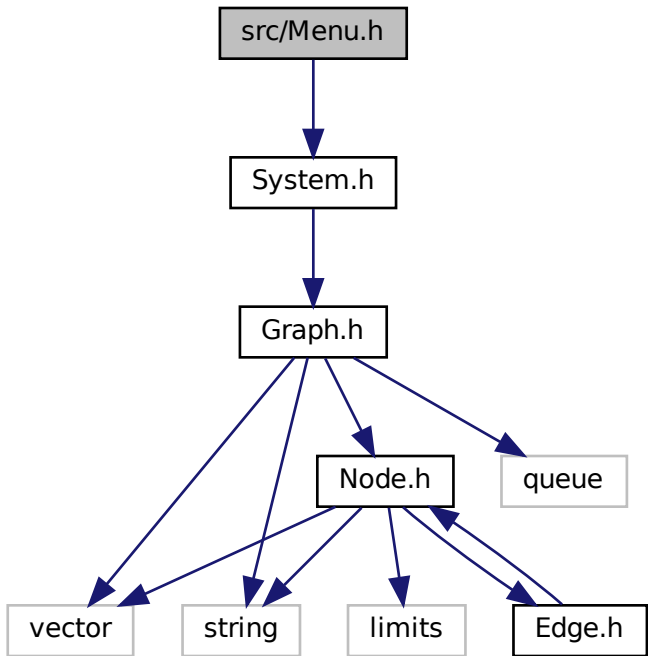 src/Menu.h
System.h
Graph.h
Node.h
queue
vector
string
limits
Edge.h